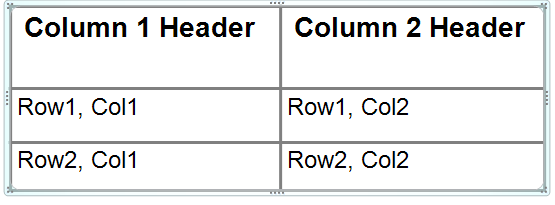 Column 1 Header Column 2 Header
Row1, Col1 Row1, Col2
Row2, Col1 Row2, Col2